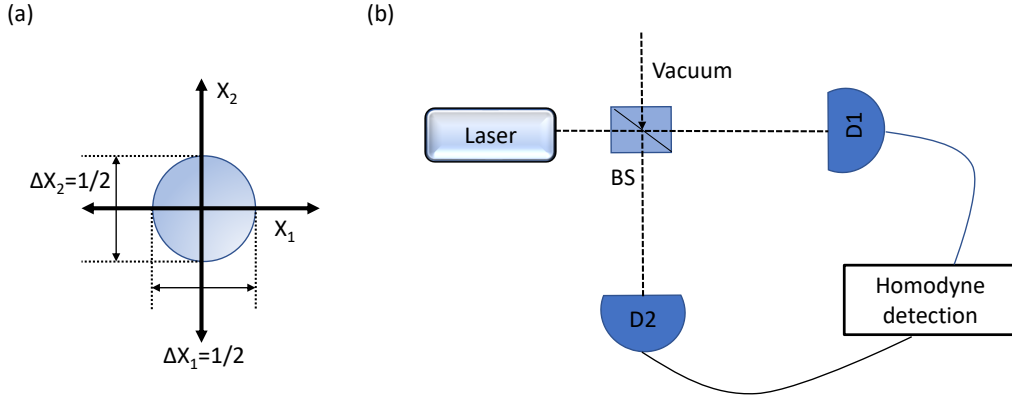 (a)
X₂
ΔX₂=1/2
X₁
ΔX₁=1/2
(b)
Vacuum
Laser
BS
D1
D2
Homodyne
detection